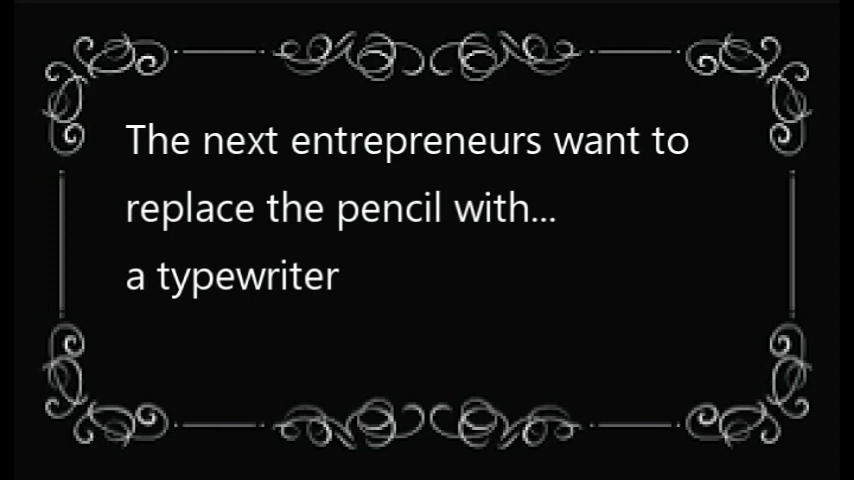 The next entrepreneurs want to
replace the pencil with...
a typewriter